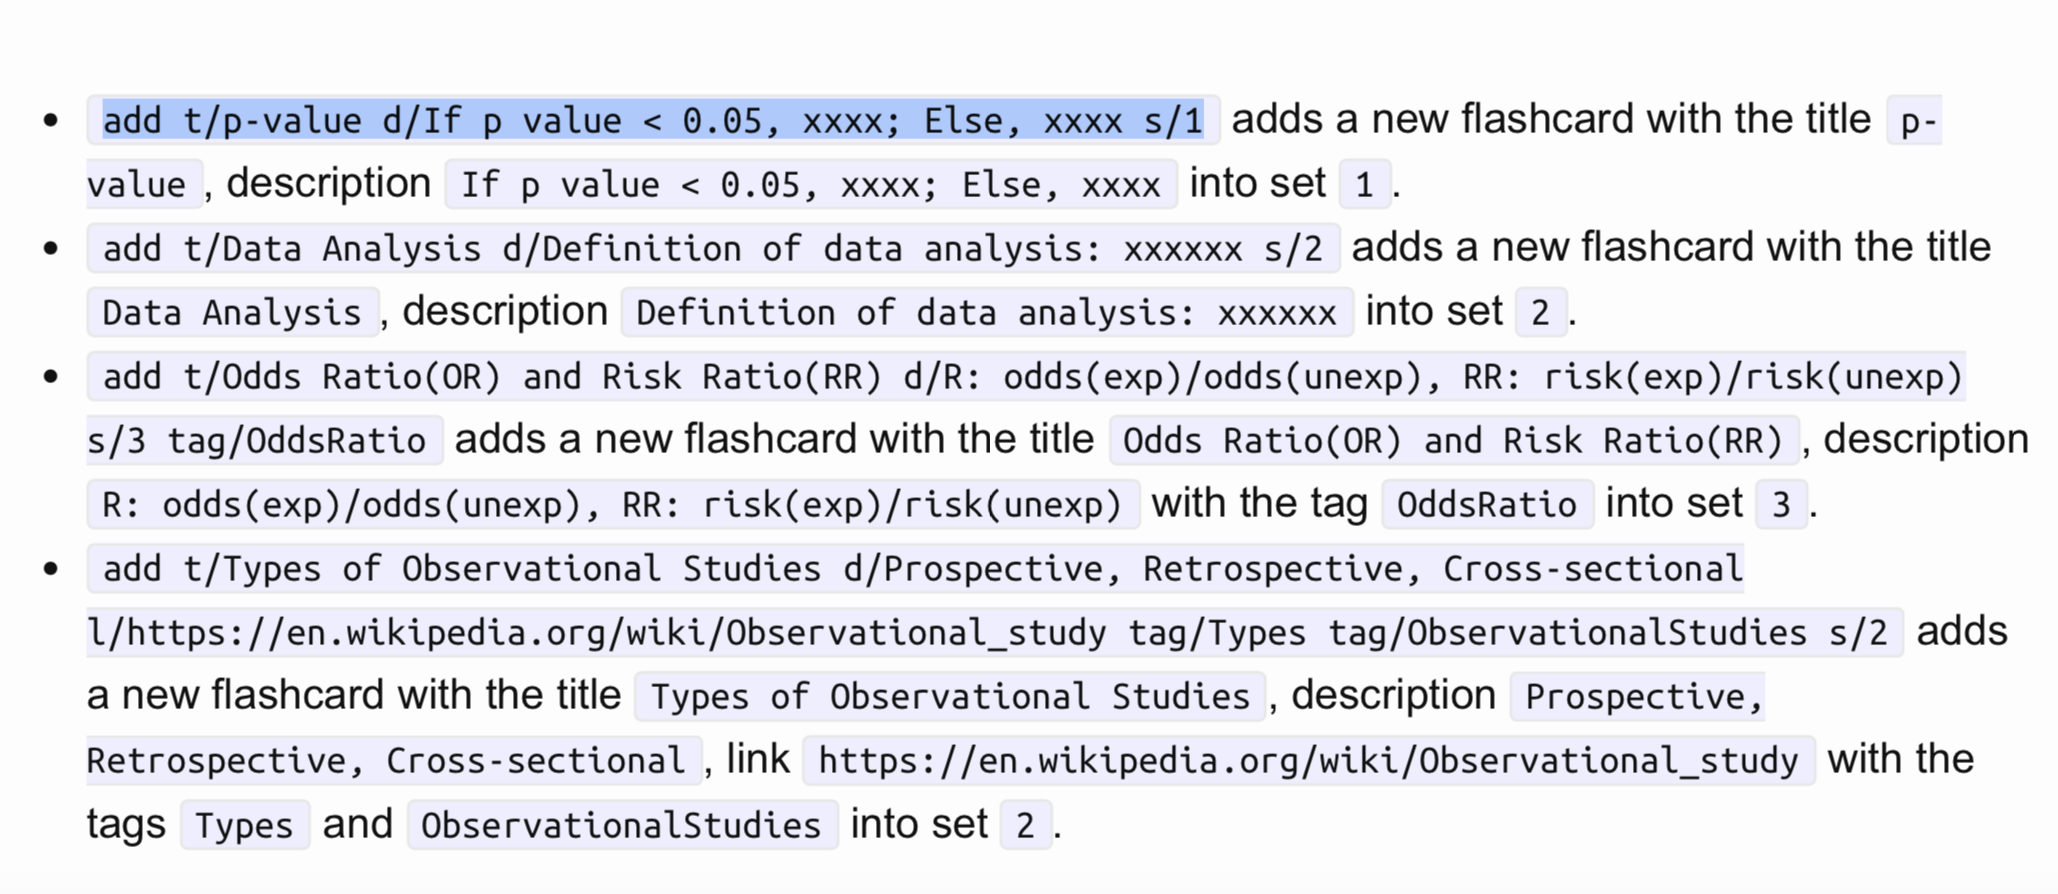 • add t/p-value d/If p value < 0.05, xxxx; Else, xxxx s/1 adds a new flashcard with the title p-
value , description If p value < 0.05, xxxx; Else, xxxx into set 1 .
• add t/Data Analysis d/Definition of data analysis: xxxxxx s/2 adds a new flashcard with the title
Data Analysis , description Definition of data analysis: xxxxxx into set 2 .
• add t/Odds Ratio(OR) and Risk Ratio(RR) d/R: odds(exp)/odds(unexp), RR: risk(exp)/risk(unexp)
s/3 tag/OddsRatio adds a new flashcard with the title Odds Ratio(OR) and Risk Ratio(RR) , description
R: odds(exp)/odds(unexp), RR: risk(exp)/risk(unexp) with the tag OddsRatio into set 3 .
• add t/Types of Observational Studies d/Prospective, Retrospective, Cross-sectional
l/https://en.wikipedia.org/wiki/Observational_study tag/Types tag/ObservationalStudies s/2 adds
a new flashcard with the title Types of Observational Studies , description Prospective,
Retrospective, Cross-sectional , link https://en.wikipedia.org/wiki/Observational_study with the
tags Types and ObservationalStudies into set 2 .